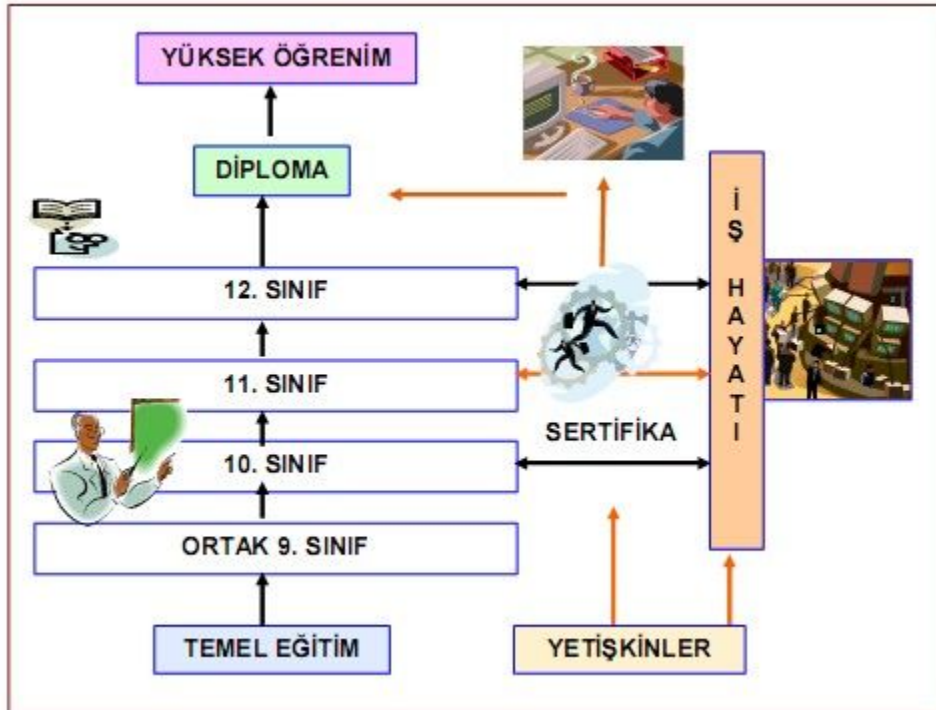 YÜKSEK ÖĞRENİM
DİPLOMA
12. SINIF
11. SINIF
10. SINIF
ORTAK 9. SINIF
TEMEL EĞİTİM
SERTİFİKA
YETİŞKİNLER
İŞ HAYATI